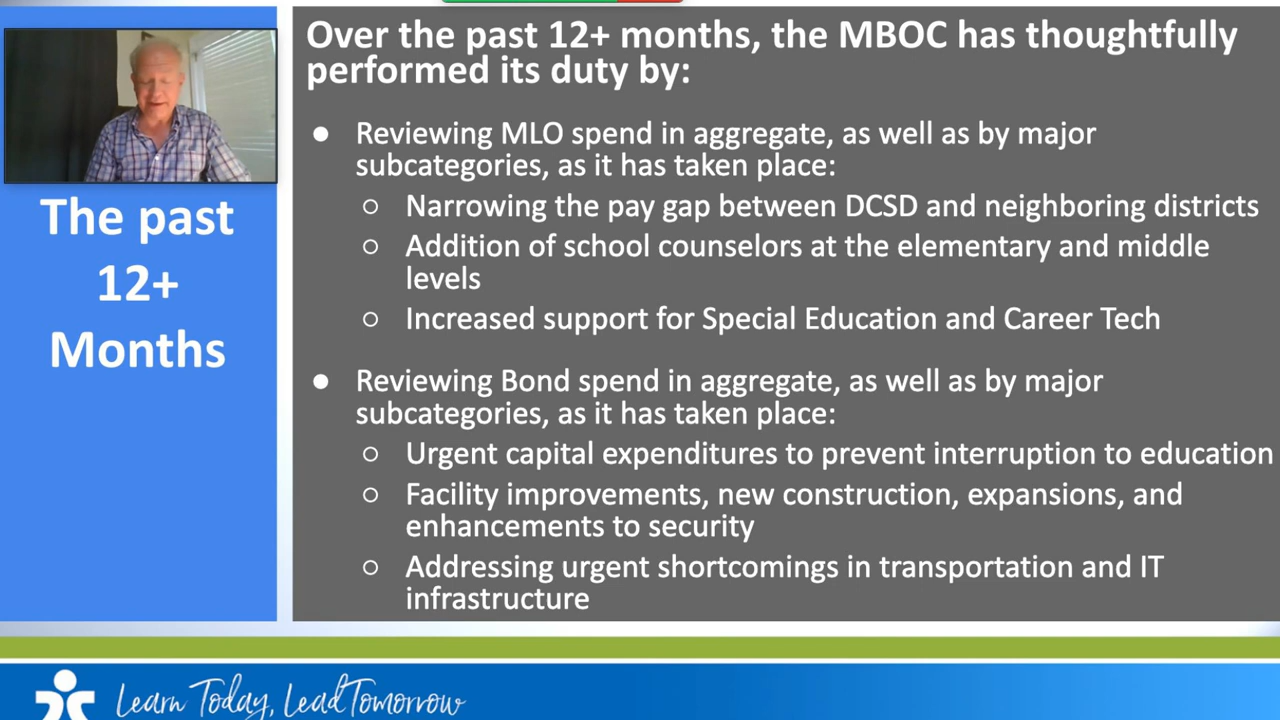 Over the past 12+ months, the MBOC has thoughtfully
performed its duty by:
● Reviewing MLO spend in aggregate, as well as by major
subcategories, as it has taken place:
○ Narrowing the pay gap between DCSD and neighboring districts
○ Addition of school counselors at the elementary and middle
levels
○ Increased support for Special Education and Career Tech
● Reviewing Bond spend in aggregate, as well as by major
subcategories, as it has taken place:
○ Urgent capital expenditures to prevent interruption to education
○ Facility improvements, new construction, expansions, and
enhancements to security
○ Addressing urgent shortcomings in transportation and IT
infrastructure
The past
12+
Months
Learn Today, Lead Tomorrow